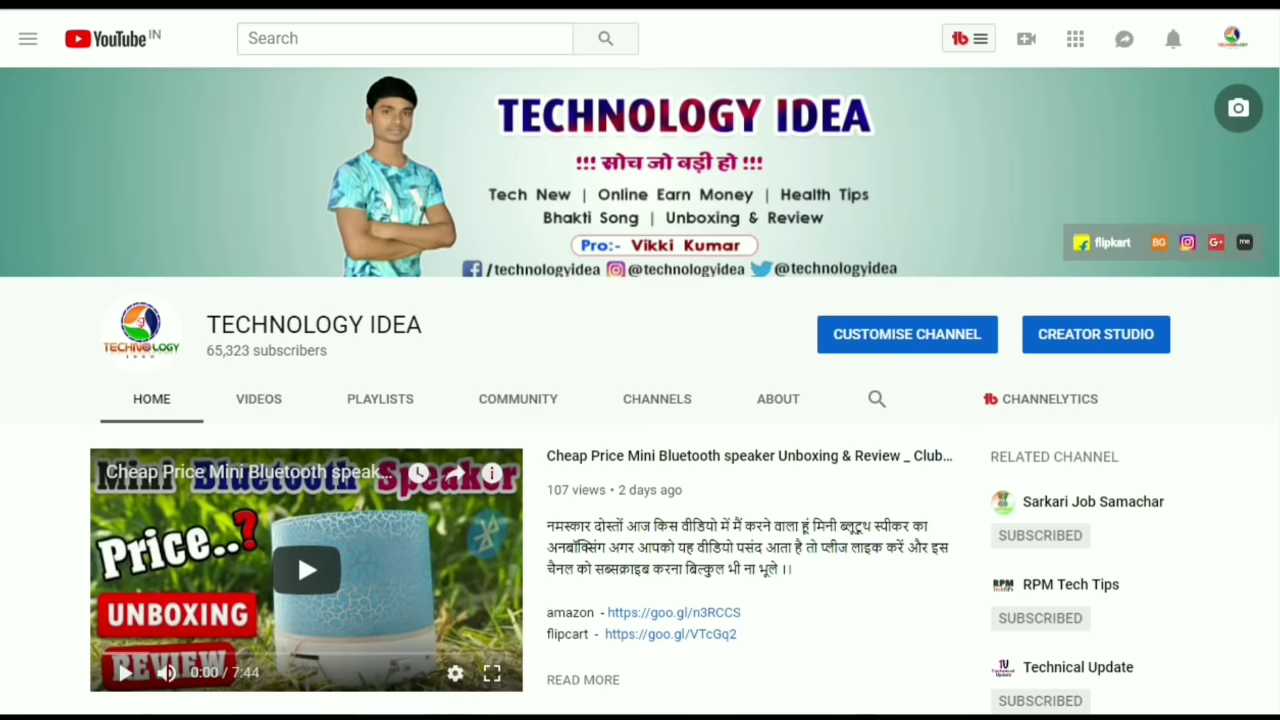 YouTube IN
Search
TECHNOLOGY IDEA
!!! सोच जो बड़ी हो !!!
Tech New | Online Earn Money | Health Tips
Bhakti Song | Unboxing & Review
Pro:- Vikki Kumar
/technologyidea @technologyidea @technologyidea
flipkart BG G+ me
TECHNOLOGY
TECHNOLOGY IDEA
65,323 subscribers
CUSTOMISE CHANNEL
CREATOR STUDIO
HOME VIDEOS PLAYLISTS COMMUNITY CHANNELS ABOUT CHANNELYTICS
Cheap Price Mini Bluetooth speak...
Mini Bluetooth Speaker
Price..?
UNBOXING
REVIEW
0:00 / 7:44
Cheap Price Mini Bluetooth speaker Unboxing & Review _ Club...
107 views • 2 days ago
नमस्कार दोस्तों आज किस वीडियो में मैं करने वाला हूं मिनी ब्लूटूथ स्पीकर का
अनबॉक्सिंग अगर आपको यह वीडियो पसंद आता है तो प्लीज लाइक करें और इस
चैनल को सब्सक्राइब करना बिल्कुल भी ना भूले ।।
amazon - https://goo.gl/n3RCCS
flipcart - https://goo.gl/VTcGq2
READ MORE
RELATED CHANNEL
Sarkari Job Samachar
SUBSCRIBED
RPM Tech Tips
SUBSCRIBED
Technical Update
SUBSCRIBED